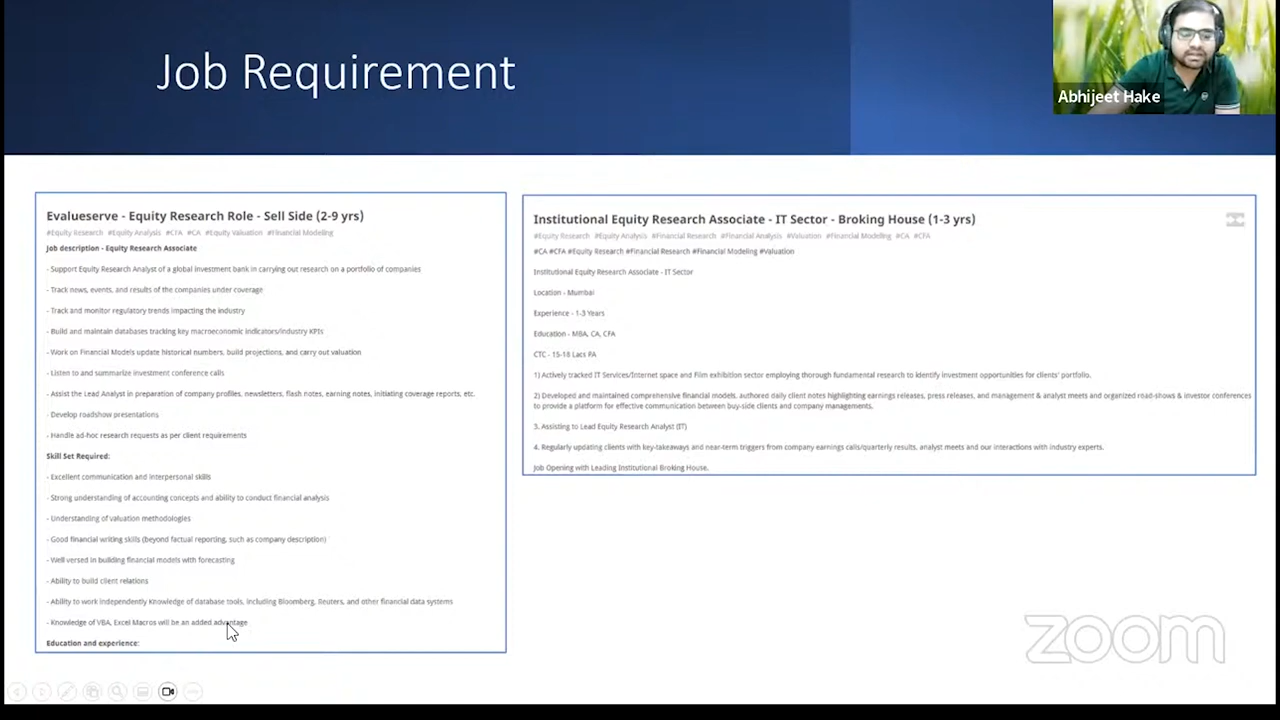 Job Requirement
Abhijeet Hake
Evalueserve - Equity Research Role - Sell Side (2-9 yrs)
#Equity Research #Equity Analysis #CFA #CA #Equity Valuation #Financial Modeling
Job description - Equity Research Associate
- Support Equity Research Analyst of a global investment bank in carrying out research on a portfolio of companies
- Track news, events, and results of the companies under coverage
- Track and monitor regulatory trends impacting the industry
- Build and maintain databases tracking key macroeconomic indicators/industry KPIs
- Work on Financial Models update historical numbers, build projections, and carry out valuation
- Listen to and summarize investment conference calls
- Assist the Lead Analyst in preparation of company profiles, newsletters, flash notes, earning notes, initiating coverage reports, etc.
- Develop roadshow presentations
- Handle ad-hoc research requests as per client requirements
Skill Set Required:
- Excellent communication and interpersonal skills
- Strong understanding of accounting concepts and ability to conduct financial analysis
- Understanding of valuation methodologies
- Good financial writing skills (beyond factual reporting, such as company description)
- Well versed in building financial models with forecasting
- Ability to build client relations
- Ability to work independently Knowledge of database tools, including Bloomberg, Reuters, and other financial data systems
- Knowledge of VBA, Excel Macros will be an added advantage
Education and experience:
Institutional Equity Research Associate - IT Sector - Broking House (1-3 yrs)
#Equity Research #Equity Analysis #Financial Research #Financial Analysis #Valuation #Financial Modeling #CA #CFA
#CA #CFA #Equity Research #Financial Research #Financial Modeling #Valuation
Institutional Equity Research Associate - IT Sector
Location - Mumbai
Experience - 1-3 Years
Education - MBA, CA, CFA
CTC - 15-18 Lacs PA
1) Actively tracked IT Services/Internet space and Film exhibition sector employing thorough fundamental research to identify investment opportunities for clients' portfolio.
2) Developed and maintained comprehensive financial models, authored daily client notes highlighting earnings releases, press releases, and management & analyst meets and organized road-shows & investor conferences
to provide a platform for effective communication between buy-side clients and company managements.
3. Assisting to Lead Equity Research Analyst (IT)
4. Regularly updating clients with key-takeaways and near-term triggers from company earnings calls/quarterly results, analyst meets and our interactions with industry experts.
Job Opening with Leading Institutional Broking House.
zoom